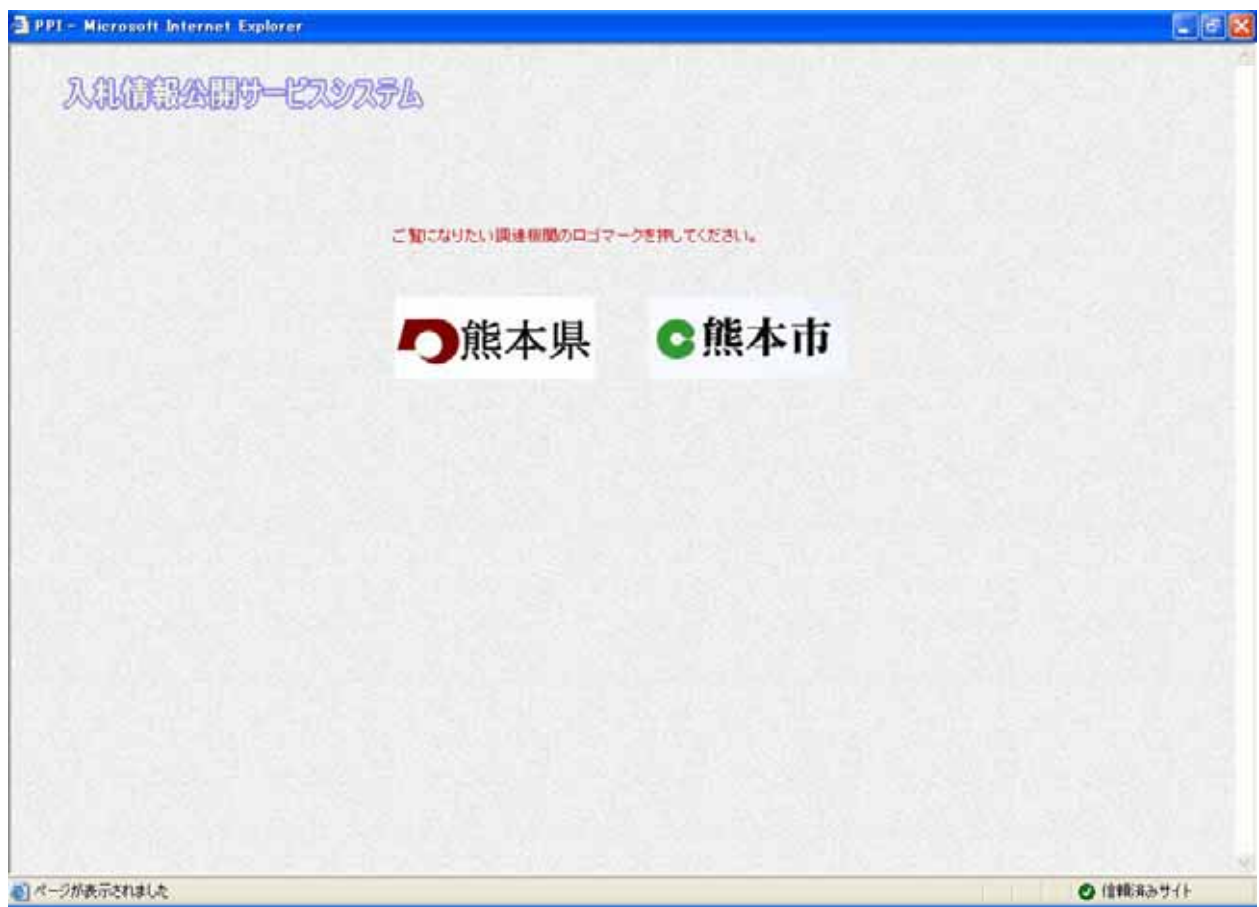 PPI - Microsoft Internet Explorer
入札情報公開サービスシステム
ご覧になりたい調達機関のロゴマークを押してください。
熊本県 熊本市
ページが表示されました 信頼済みサイト